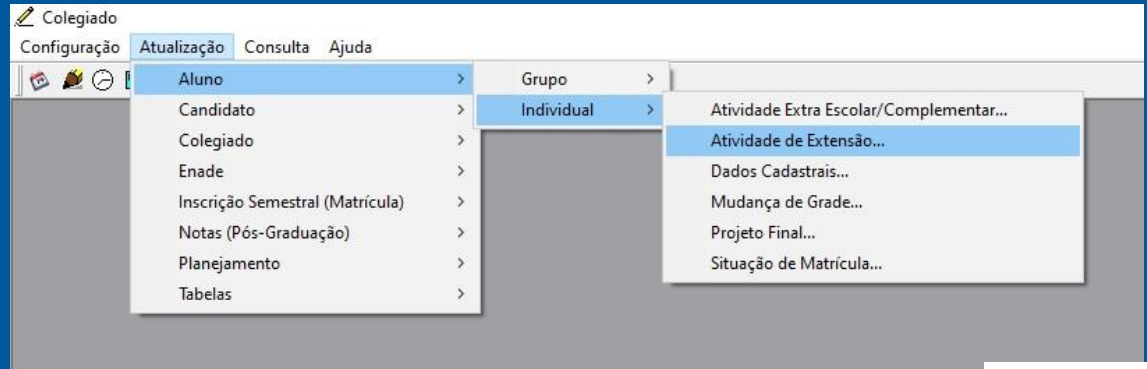 Colegiado
Configuração Atualização Consulta Ajuda
Aluno
Candidato
Colegiado
Enade
Inscrição Semestral (Matrícula)
Notas (Pós-Graduação)
Planejamento
Tabelas
Grupo
Individual
Atividade Extra Escolar/Complementar...
Atividade de Extensão...
Dados Cadastrais...
Mudança de Grade...
Projeto Final...
Situação de Matrícula...